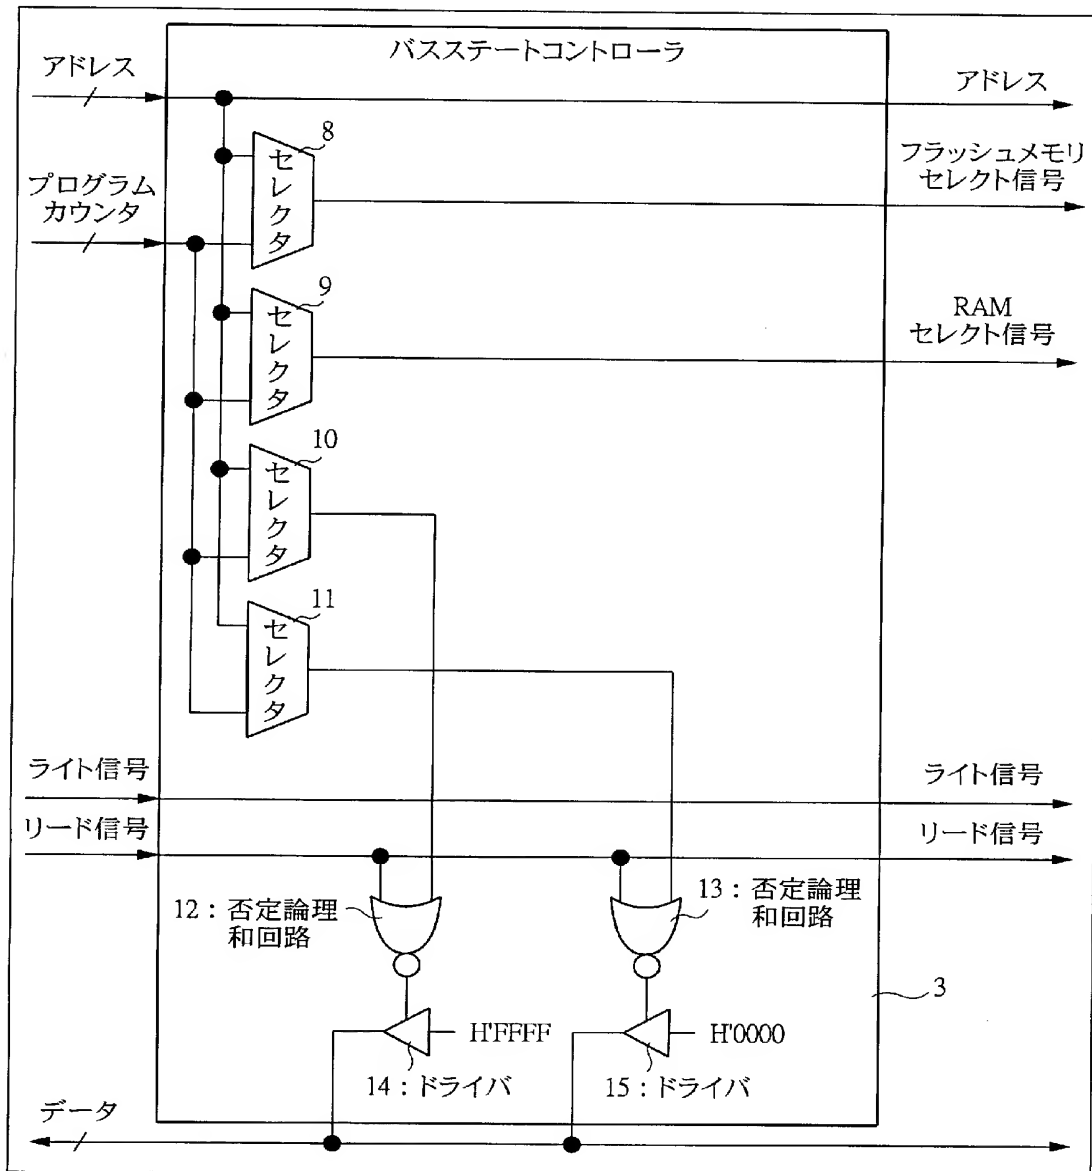 バスステートコントローラ
アドレス
アドレス
8
セレクタ
フラッシュメモリ
セレクト信号
プログラム
カウンタ
9
セレクタ
RAM
セレクト信号
10
セレクタ
11
セレクタ
ライト信号
ライト信号
リード信号
リード信号
12：否定論理
和回路
13：否定論理
和回路
3
H'FFFF
H'0000
14：ドライバ
15：ドライバ
データ